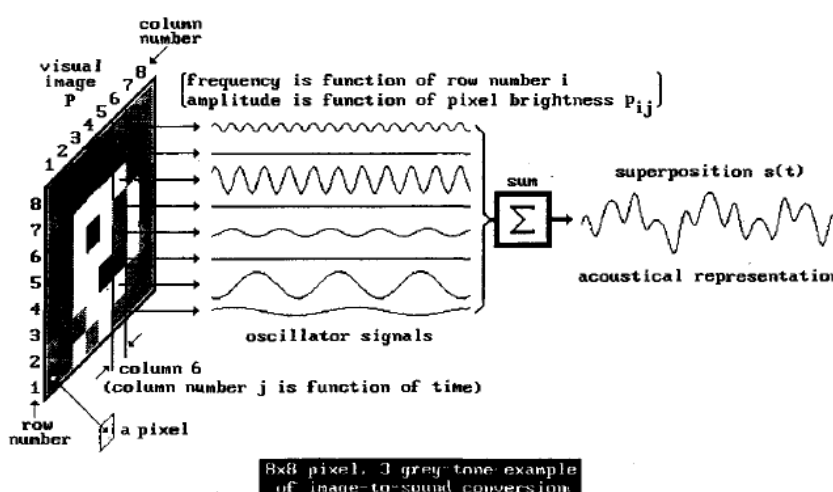 column
number
visual
image
P
1 2 3 4 5 6 7 8
(frequency is function of row number i
amplitude is function of pixel brightness Pij)
8
7
6
5
4
3
2
1
sum
Σ
superposition s(t)
acoustical representation
oscillator signals
column 6
(column number j is function of time)
a pixel
row
number
8x8 pixel, 3 grey-tone example
of image-to-sound conversion